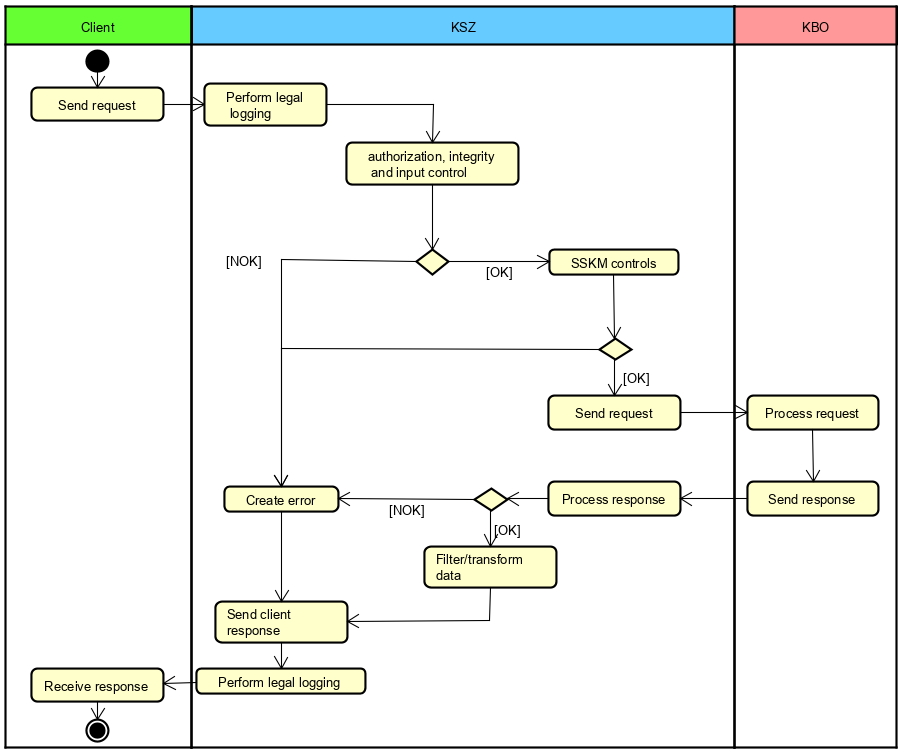 Client
KSZ
KBO
Send request
Perform legal
logging
authorization, integrity
and input control
[NOK]
[OK]
SSKM controls
[OK]
Send request
Process request
Create error
[NOK]
Process response
Send response
[OK]
Filter/transform
data
Send client
response
Receive response
Perform legal logging